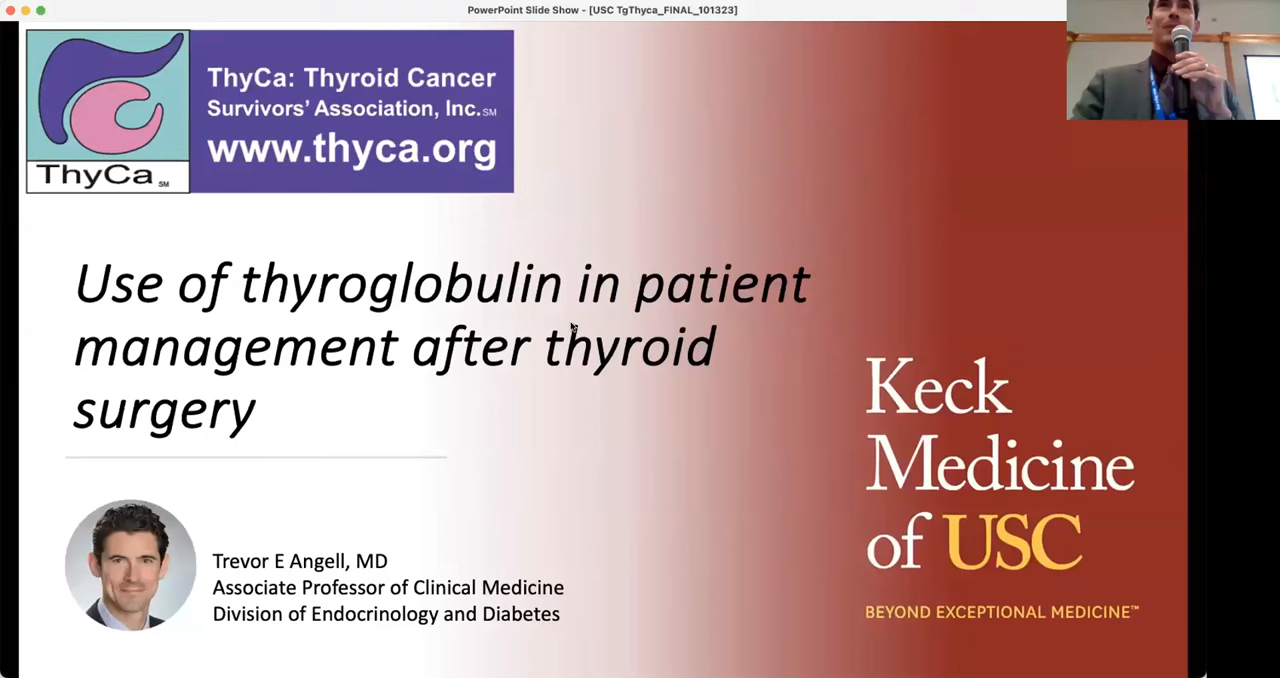 PowerPoint Slide Show - [USC TgThyca_FINAL_101323]
ThyCa: Thyroid Cancer
Survivors' Association, Inc.SM
www.thyca.org
ThyCa SM
Use of thyroglobulin in patient
management after thyroid
surgery
Keck
Medicine
of USC
BEYOND EXCEPTIONAL MEDICINE™
Trevor E Angell, MD
Associate Professor of Clinical Medicine
Division of Endocrinology and Diabetes